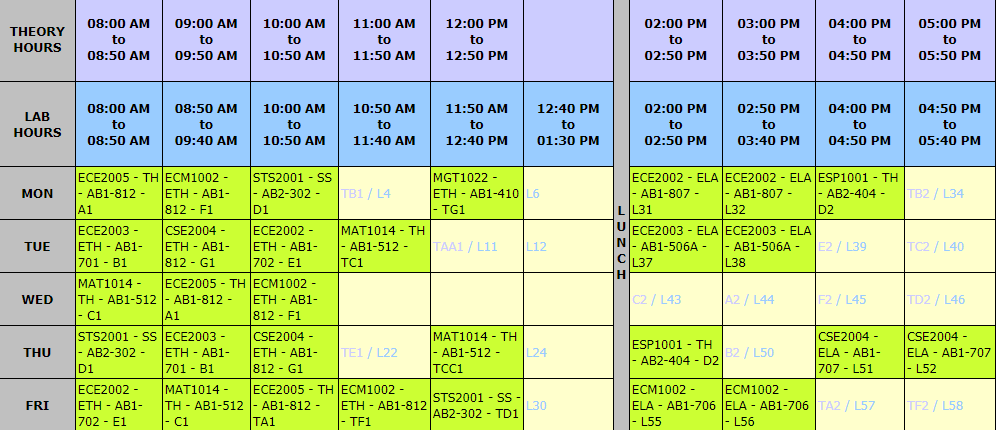 THEORY HOURS 08:00 AM to 08:50 AM 09:00 AM to 09:50 AM 10:00 AM to 10:50 AM 11:00 AM to 11:50 AM 12:00 PM to 12:50 PM 02:00 PM to 02:50 PM 03:00 PM to 03:50 PM 04:00 PM to 04:50 PM 05:00 PM to 05:50 PM
LAB HOURS 08:00 AM to 08:50 AM 08:50 AM to 09:40 AM 10:00 AM to 10:50 AM 10:50 AM to 11:40 AM 11:50 AM to 12:40 PM 12:40 PM to 01:30 PM 02:00 PM to 02:50 PM 02:50 PM to 03:40 PM 04:00 PM to 04:50 PM 04:50 PM to 05:40 PM
LUNCH
MON ECE2005 - TH - AB1-812 - A1 ECM1002 - ETH - AB1-812 - F1 STS2001 - SS - AB2-302 - D1 TB1 / L4 MGT1022 - ETH - AB1-410 - TG1 L6 ECE2002 - ELA - AB1-807 - L31 ECE2002 - ELA - AB1-807 - L32 ESP1001 - TH - AB2-404 - D2 TB2 / L34
TUE ECE2003 - ETH - AB1-701 - B1 CSE2004 - ETH - AB1-812 - G1 ECE2002 - ETH - AB1-702 - E1 MAT1014 - TH - AB1-512 - TC1 TAA1 / L11 L12 ECE2003 - ELA - AB1-506A - L37 ECE2003 - ELA - AB1-506A - L38 E2 / L39 TC2 / L40
WED MAT1014 - TH - AB1-512 - C1 ECE2005 - TH - AB1-812 - A1 ECM1002 - ETH - AB1-812 - F1 C2 / L43 A2 / L44 F2 / L45 TD2 / L46
THU STS2001 - SS - AB2-302 - D1 ECE2003 - ETH - AB1-701 - B1 CSE2004 - ETH - AB1-812 - G1 TE1 / L22 MAT1014 - TH - AB1-512 - TCC1 L24 ESP1001 - TH - AB2-404 - D2 B2 / L50 CSE2004 - ELA - AB1-707 - L51 CSE2004 - ELA - AB1-707 - L52
FRI ECE2002 - ETH - AB1-702 - E1 MAT1014 - TH - AB1-512 - C1 ECE2005 - TH - AB1-812 - TA1 ECM1002 - ETH - AB1-812 - TF1 STS2001 - SS - AB2-302 - TD1 L30 ECM1002 - ELA - AB1-706 - L55 ECM1002 - ELA - AB1-706 - L56 TA2 / L57 TF2 / L58